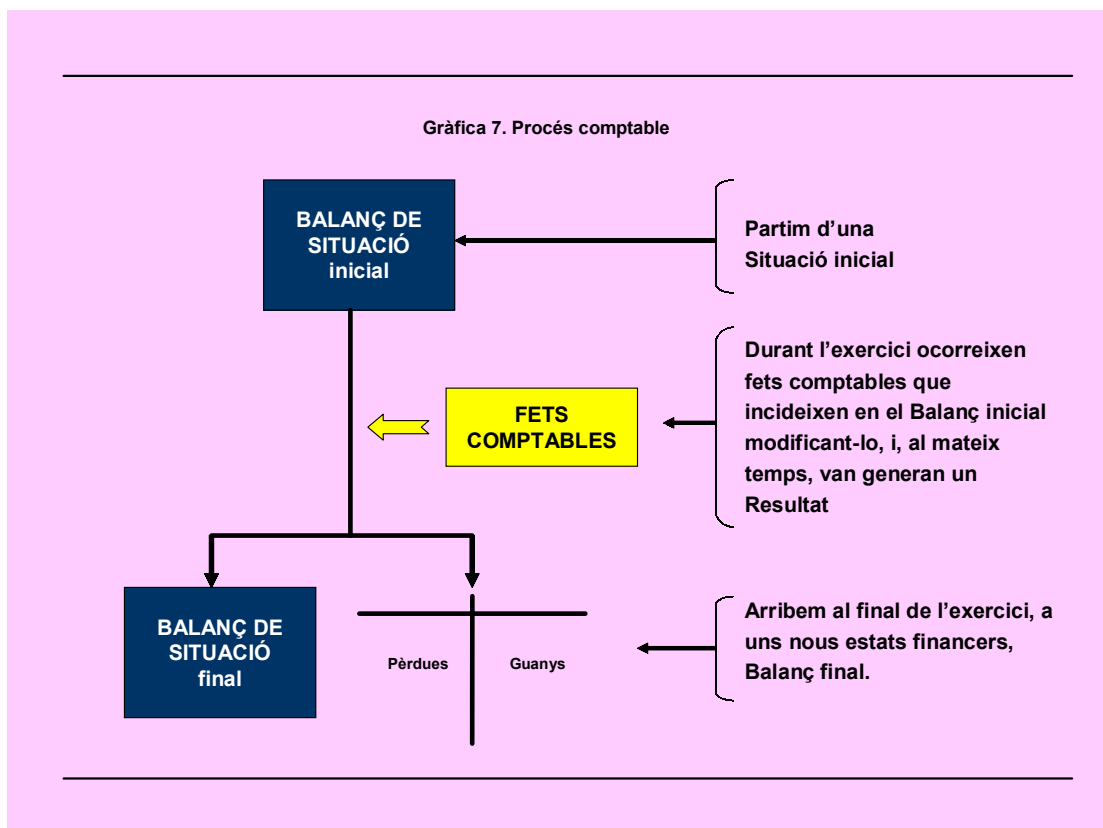 Gràfica 7. Procés comptable
BALANÇ DE
SITUACIÓ
inicial
Partim d’una
Situació inicial
FETS
COMPTABLES
Durant l’exercici ocorreixen
fets comptables que
incideixen en el Balanç inicial
modificant-lo, i, al mateix
temps, van generan un
Resultat
BALANÇ DE
SITUACIÓ
final
Pèrdues
Guanys
Arribem al final de l’exercici, a
uns nous estats financers,
Balanç final.